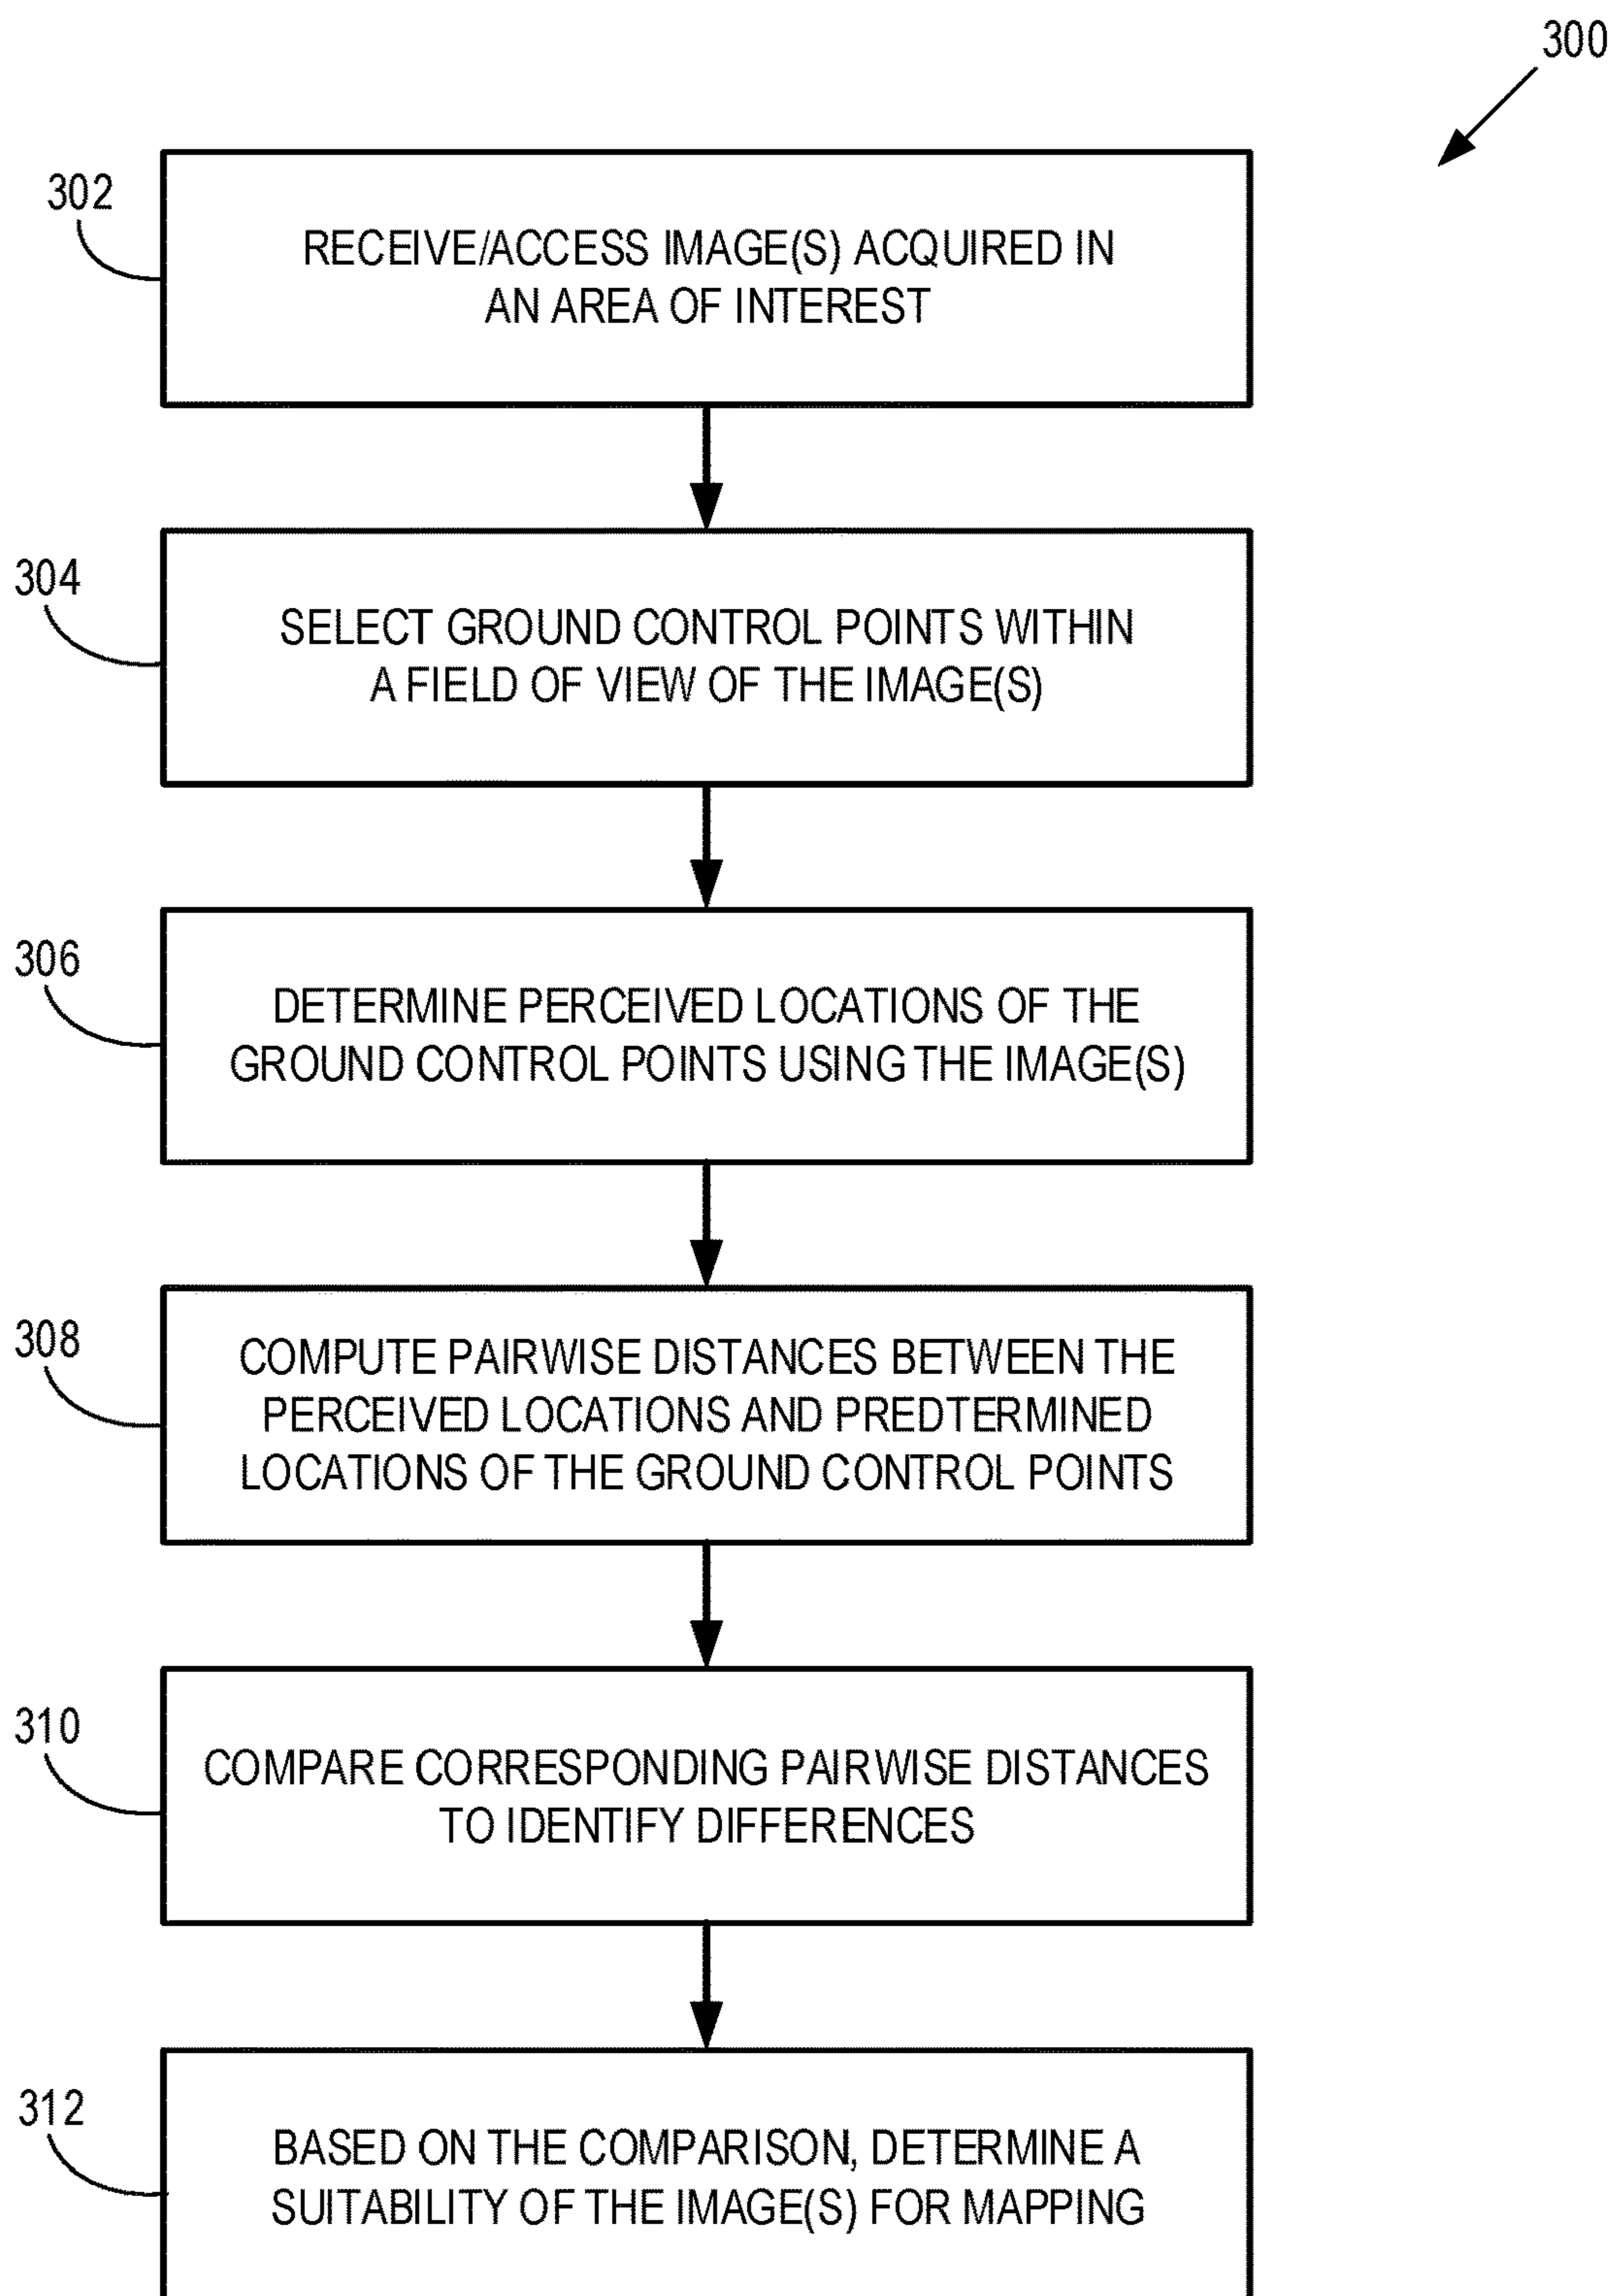 300
302
RECEIVE/ACCESS IMAGE(S) ACQUIRED IN
AN AREA OF INTEREST
304
SELECT GROUND CONTROL POINTS WITHIN
A FIELD OF VIEW OF THE IMAGE(S)
306
DETERMINE PERCEIVED LOCATIONS OF THE
GROUND CONTROL POINTS USING THE IMAGE(S)
308
COMPUTE PAIRWISE DISTANCES BETWEEN THE
PERCEIVED LOCATIONS AND PREDTERMINED
LOCATIONS OF THE GROUND CONTROL POINTS
310
COMPARE CORRESPONDING PAIRWISE DISTANCES
TO IDENTIFY DIFFERENCES
312
BASED ON THE COMPARISON, DETERMINE A
SUITABILITY OF THE IMAGE(S) FOR MAPPING